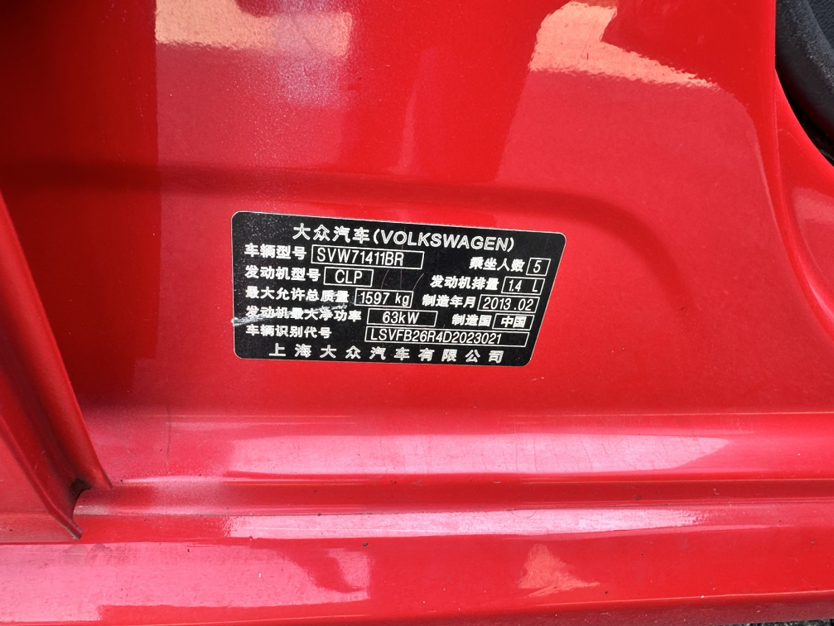 大众汽车(VOLKSWAGEN)
车辆型号 SVW71411BR 乘坐人数 5
发动机型号 CLP 发动机排量 1.4 L
最大允许总质量 1597 kg 制造年月 2013.02
发动机最大净功率 63kW 制造国 中国
车辆识别代号 LSVFB26R4D2023021
上海大众汽车有限公司